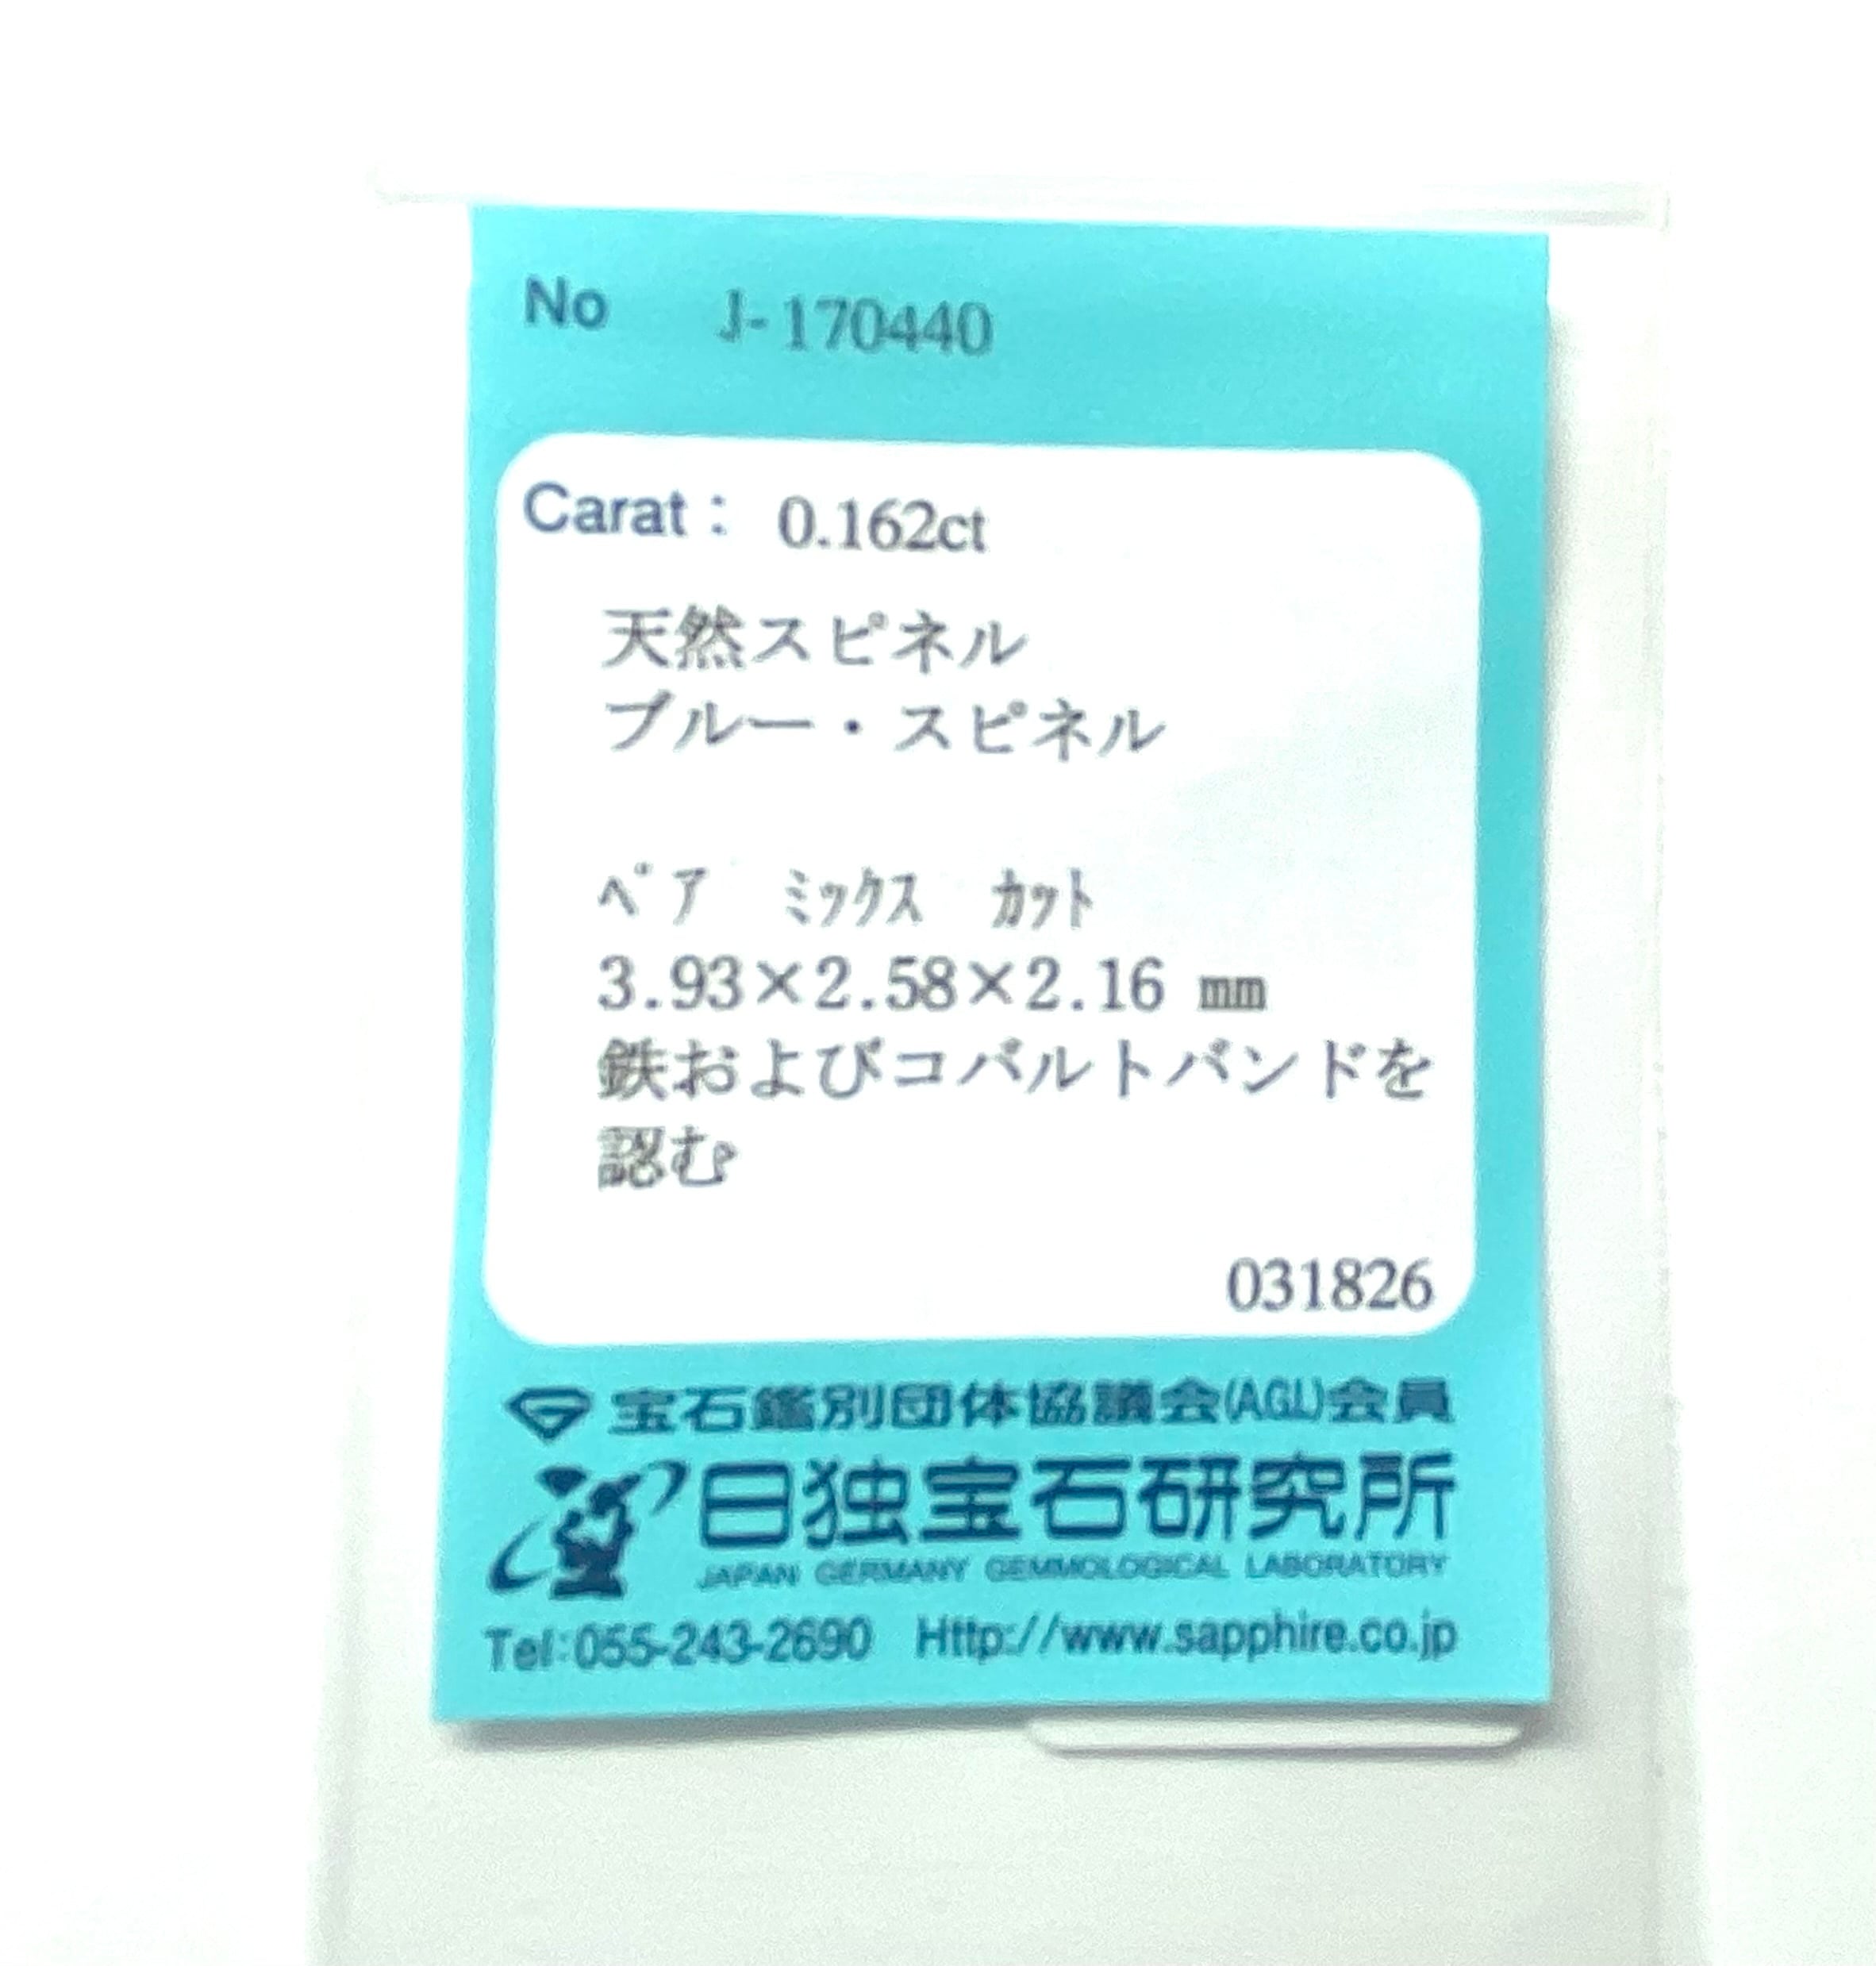 No J-170440
Carat： 0.162ct
天然スピネル
ブルー・スピネル
ﾍﾟｱ ﾐｯｸｽ ｶｯﾄ
3.93×2.58×2.16 ㎜
鉄およびコバルトバンドを
認む
031826
宝石鑑別団体協議会(AGL)会員
日独宝石研究所
JAPAN GERMANY GEMMOLOGICAL LABORATORY
Tel:055-243-2690 Http://www.sapphire.co.jp